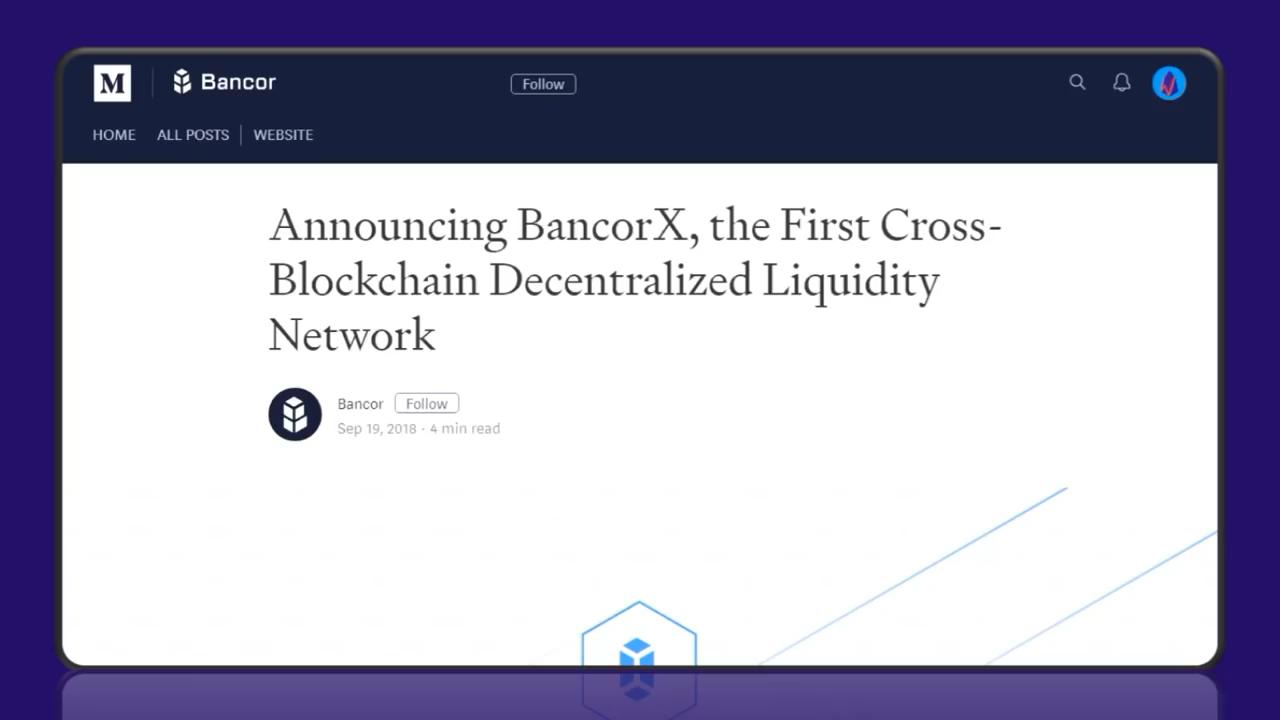 M
Bancor
Follow
HOME
ALL POSTS
WEBSITE
Announcing BancorX, the First Cross-
Blockchain Decentralized Liquidity
Network
Bancor
Follow
Sep 19, 2018 · 4 min read